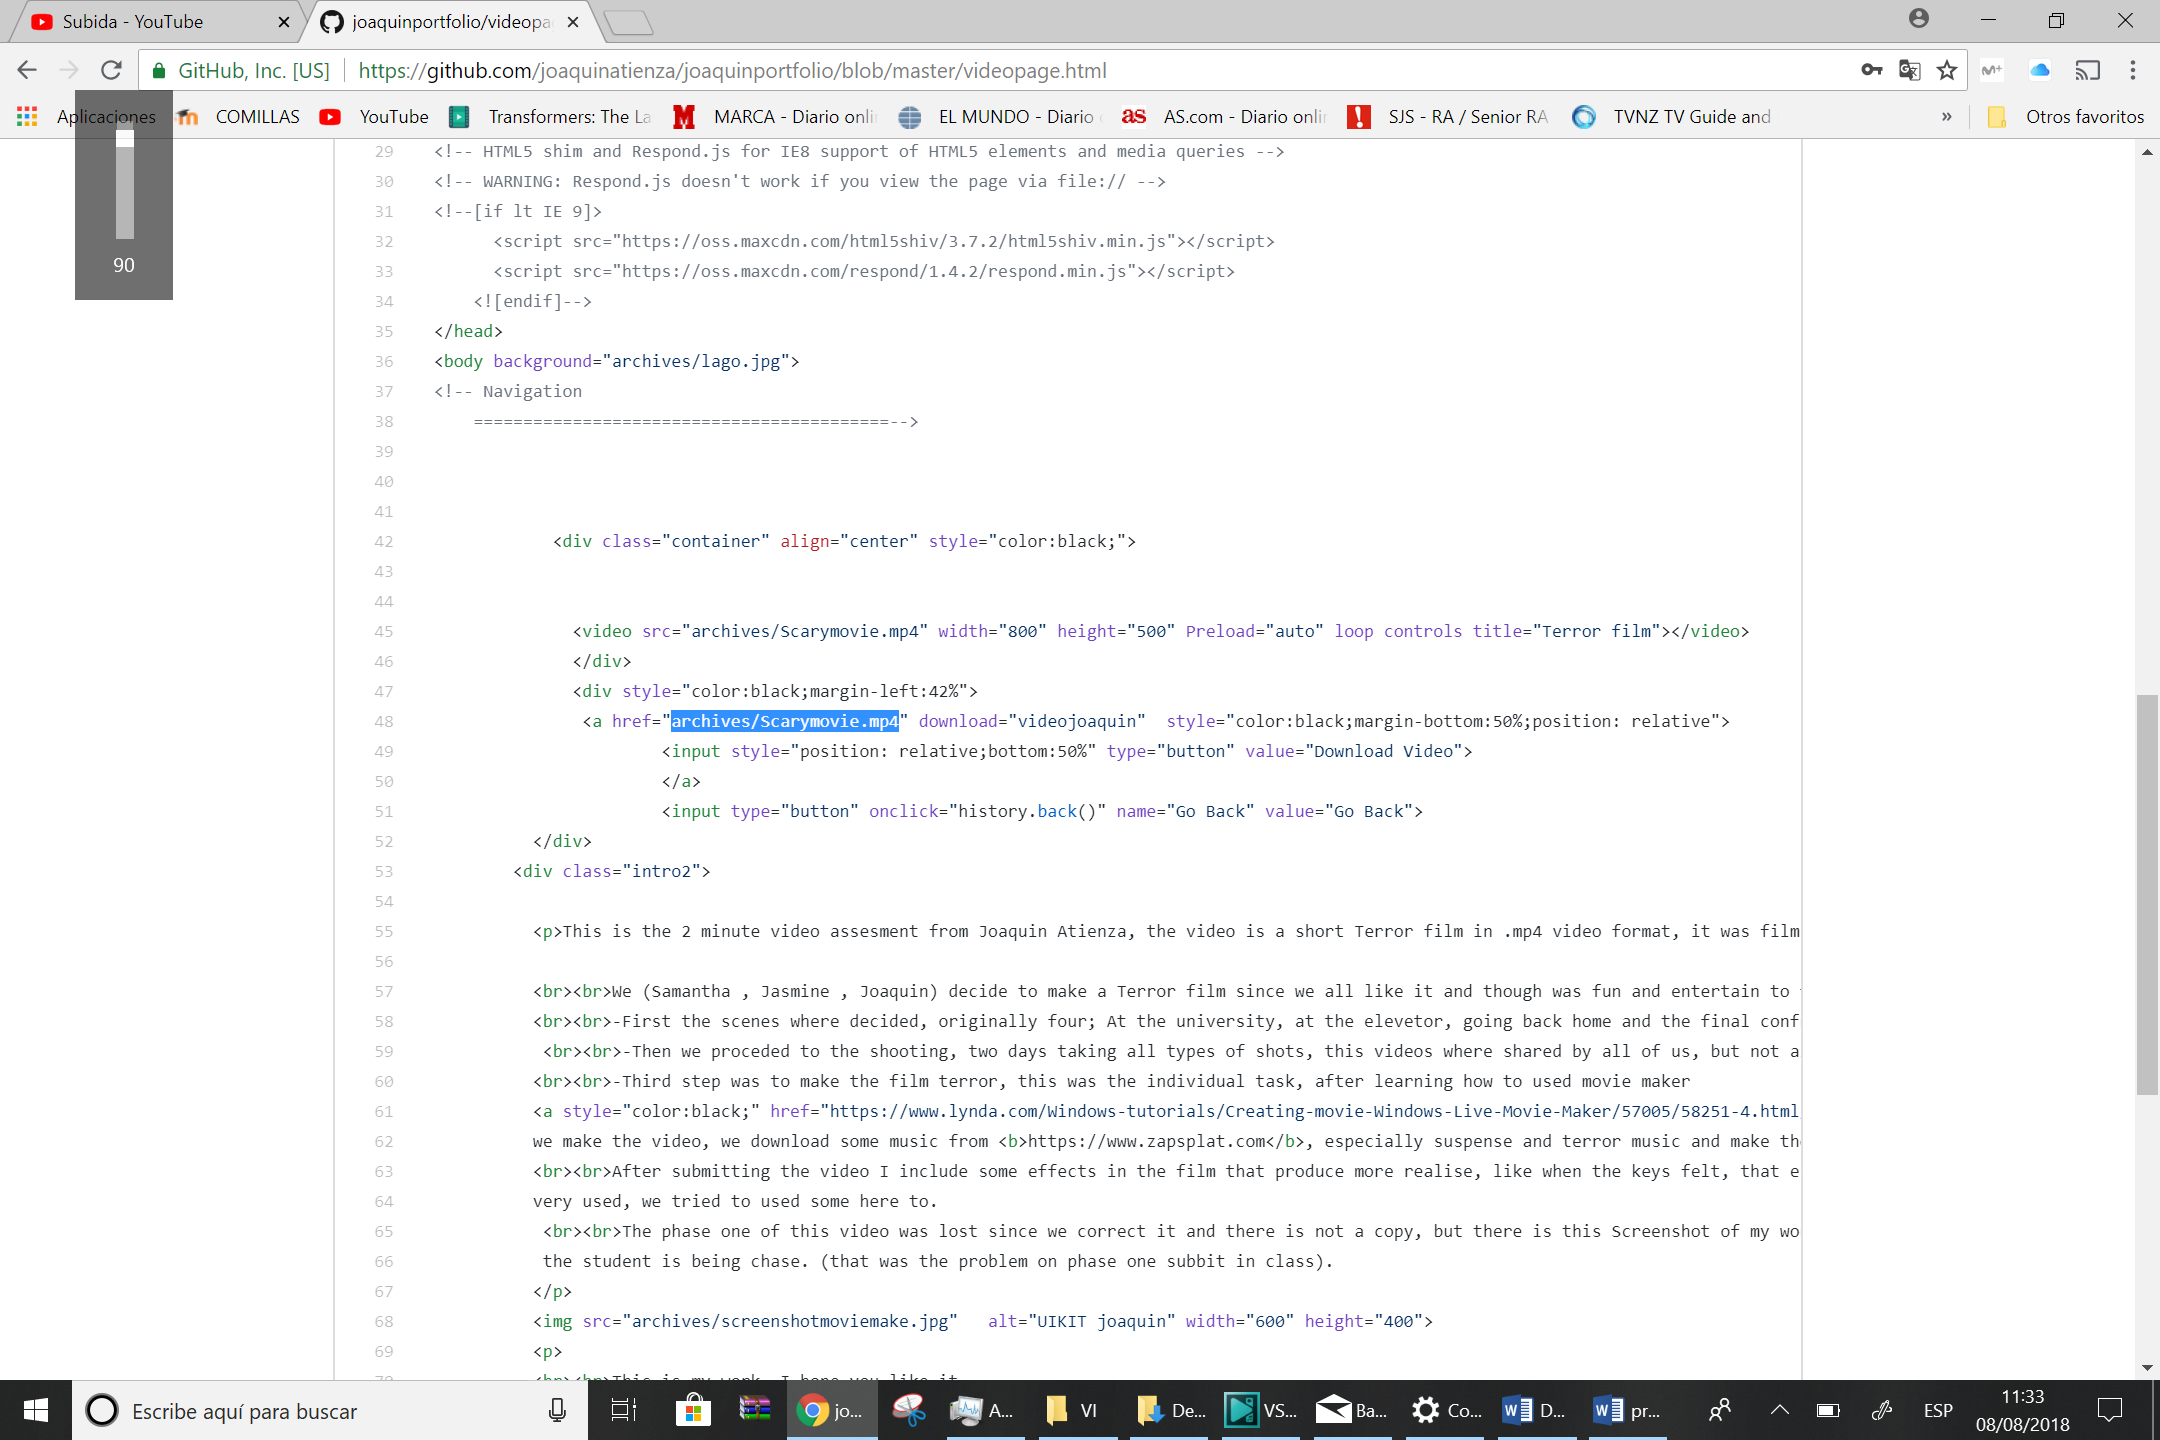 Subida - YouTube
joaquinportfolio/videopa
GitHub, Inc. [US] https://github.com/joaquinatienza/joaquinportfolio/blob/master/videopage.html
Aplicaciones COMILLAS YouTube Transformers: The La MARCA - Diario onli EL MUNDO - Diario AS.com - Diario onlin SJS - RA / Senior RA TVNZ TV Guide and » Otros favoritos
90
29 <!-- HTML5 shim and Respond.js for IE8 support of HTML5 elements and media queries -->
30 <!-- WARNING: Respond.js doesn't work if you view the page via file:// -->
31 <!--[if lt IE 9]>
32 <script src="https://oss.maxcdn.com/html5shiv/3.7.2/html5shiv.min.js"></script>
33 <script src="https://oss.maxcdn.com/respond/1.4.2/respond.min.js"></script>
34 <![endif]-->
35 </head>
36 <body background="archives/lago.jpg">
37 <!-- Navigation
38 ==========================================-->
39
40
41
42 <div class="container" align="center" style="color:black;">
43
44
45 <video src="archives/Scarymovie.mp4" width="800" height="500" Preload="auto" loop controls title="Terror film"></video>
46 </div>
47 <div style="color:black;margin-left:42%">
48 <a href="archives/Scarymovie.mp4" download="videojoaquin" style="color:black;margin-bottom:50%;position: relative">
49 <input style="position: relative;bottom:50%" type="button" value="Download Video">
50 </a>
51 <input type="button" onclick="history.back()" name="Go Back" value="Go Back">
52 </div>
53 <div class="intro2">
54
55 <p>This is the 2 minute video assesment from Joaquin Atienza, the video is a short Terror film in .mp4 video format, it was film
56
57 <br><br>We (Samantha , Jasmine , Joaquin) decide to make a Terror film since we all like it and though was fun and entertain to
58 <br><br>-First the scenes where decided, originally four; At the university, at the elevetor, going back home and the final conf
59 <br><br>-Then we proceded to the shooting, two days taking all types of shots, this videos where shared by all of us, but not a
60 <br><br>-Third step was to make the film terror, this was the individual task, after learning how to used movie maker
61 <a style="color:black;" href="https://www.lynda.com/Windows-tutorials/Creating-movie-Windows-Live-Movie-Maker/57005/58251-4.html
62 we make the video, we download some music from <b>https://www.zapsplat.com</b>, especially suspense and terror music and make th
63 <br><br>After submitting the video I include some effects in the film that produce more realise, like when the keys felt, that e
64 very used, we tried to used some here to.
65 <br><br>The phase one of this video was lost since we correct it and there is not a copy, but there is this Screenshot of my wo
66 the student is being chase. (that was the problem on phase one subbit in class).
67 </p>
68 <img src="archives/screenshotmoviemake.jpg" alt="UIKIT joaquin" width="600" height="400">
69 <p>
70 <br><br>This is my work, I hope you like it
Escribe aquí para buscar jo... A... VI De... VS... Ba... Co... D... pr... ESP 11:33
08/08/2018